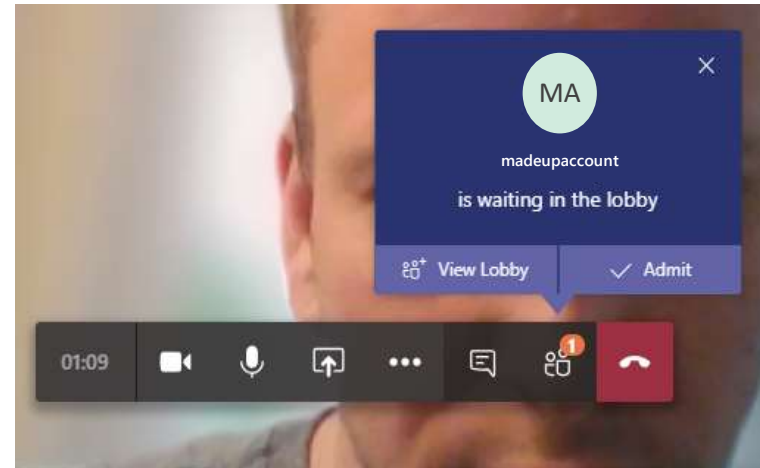 MA
madeupaccount
is waiting in the lobby
View Lobby
Admit
01:09
1